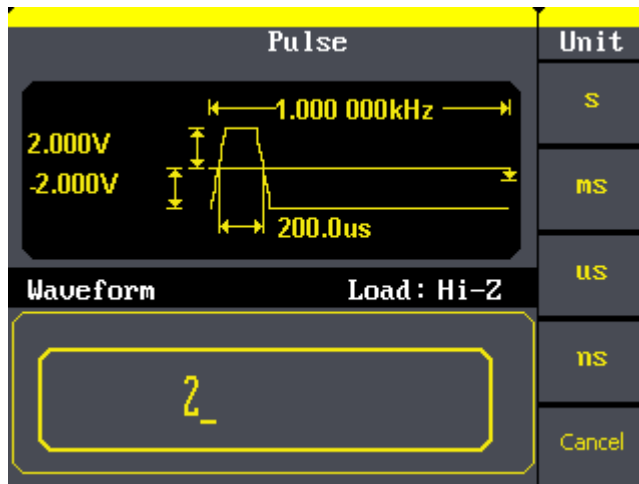 Pulse
Unit
1.000 000kHz
s
2.000V
-2.000V
ms
200.0us
us
Waveform Load: Hi-Z
ns
2_
Cancel